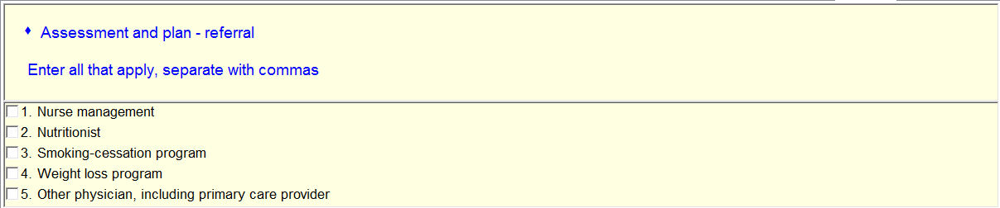 ♦ Assessment and plan - referral
Enter all that apply, separate with commas
1. Nurse management
2. Nutritionist
3. Smoking-cessation program
4. Weight loss program
5. Other physician, including primary care provider